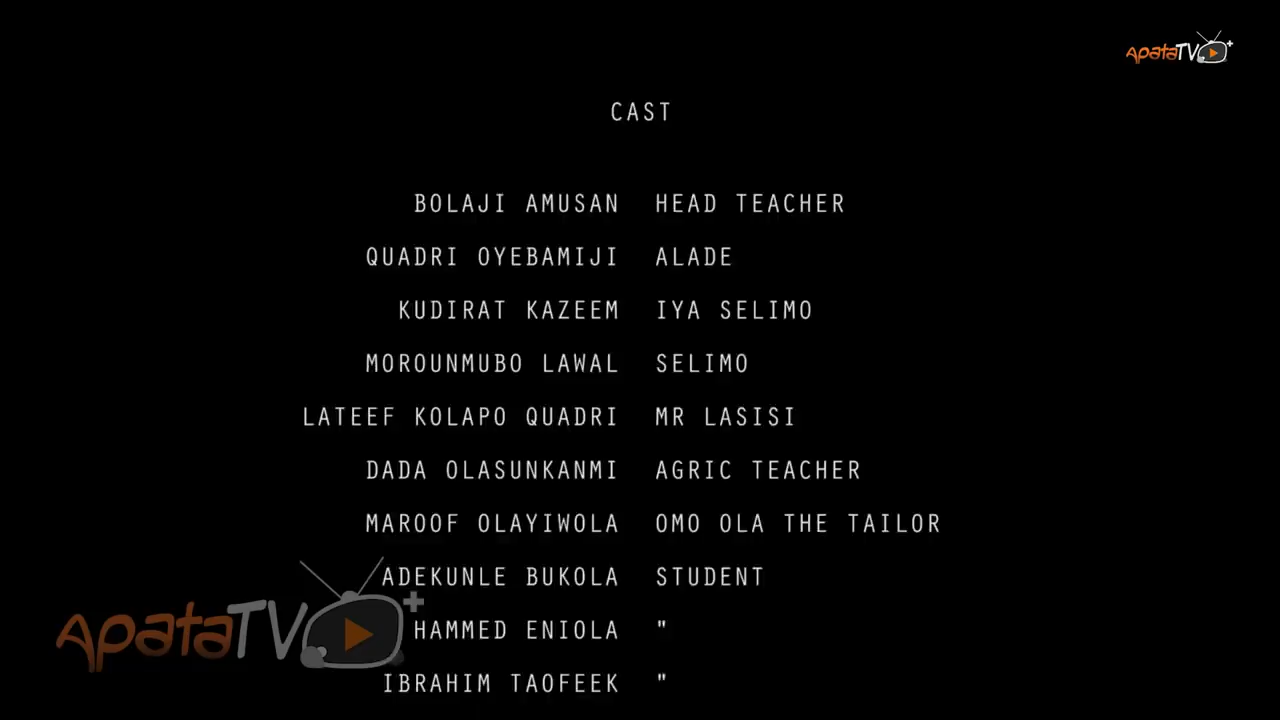 ApataTV+
CAST
BOLAJI AMUSAN HEAD TEACHER
QUADRI OYEBAMIJI ALADE
KUDIRAT KAZEEM IYA SELIMO
MOROUNMUBO LAWAL SELIMO
LATEEF KOLAPO QUADRI MR LASISI
DADA OLASUNKANMI AGRIC TEACHER
MAROOF OLAYIWOLA OMO OLA THE TAILOR
ADEKUNLE BUKOLA STUDENT
HAMMED ENIOLA "
IBRAHIM TAOFEEK "
ApataTV+